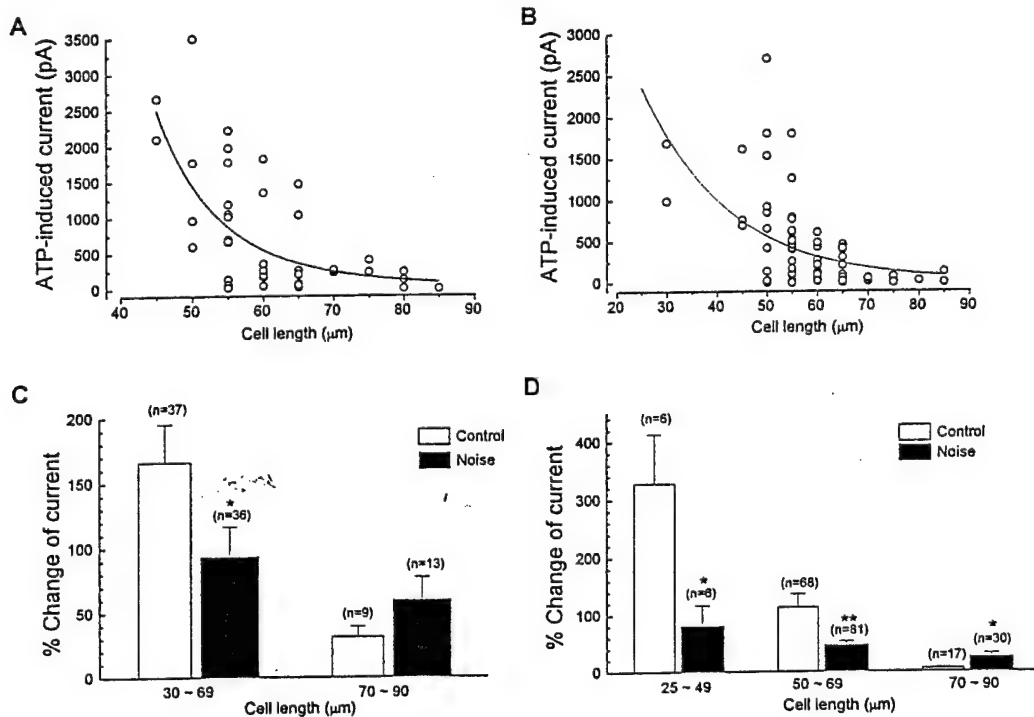 A
ATP-induced current (pA)
3500
3000
2500
2000
1500
1000
500
0
40 50 60 70 80 90
Cell length (μm)
B
ATP-induced current (pA)
3500
3000
2500
2000
1500
1000
500
0
20 30 40 50 60 70 80 90
Cell length (μm)
C
% Change of current
200
150
100
50
0
(n=37)
*
(n=36)
(n=9)
(n=13)
Control
Noise
30 ~ 69 70 ~ 90
Cell length (μm)
D
% Change of current
400
300
200
100
0
(n=6)
*
(n=6)
(n=68)
**
(n=81)
(n=17)
*
(n=30)
Control
Noise
25 ~ 49 50 ~ 69 70 ~ 90
Cell length (μm)